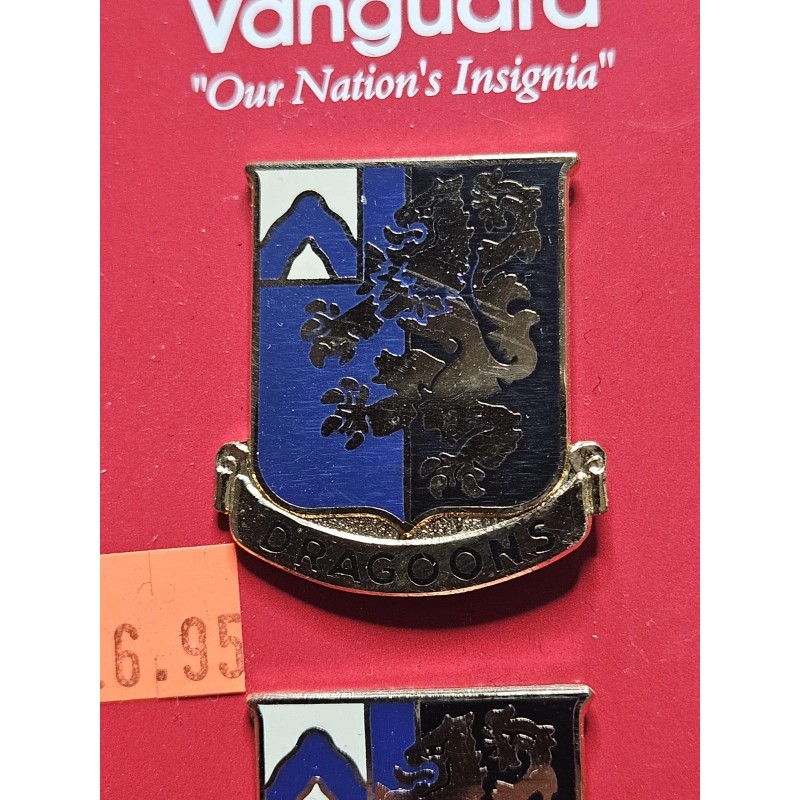 Vanguard
"Our Nation's Insignia"
DRAGOONS
.6.95